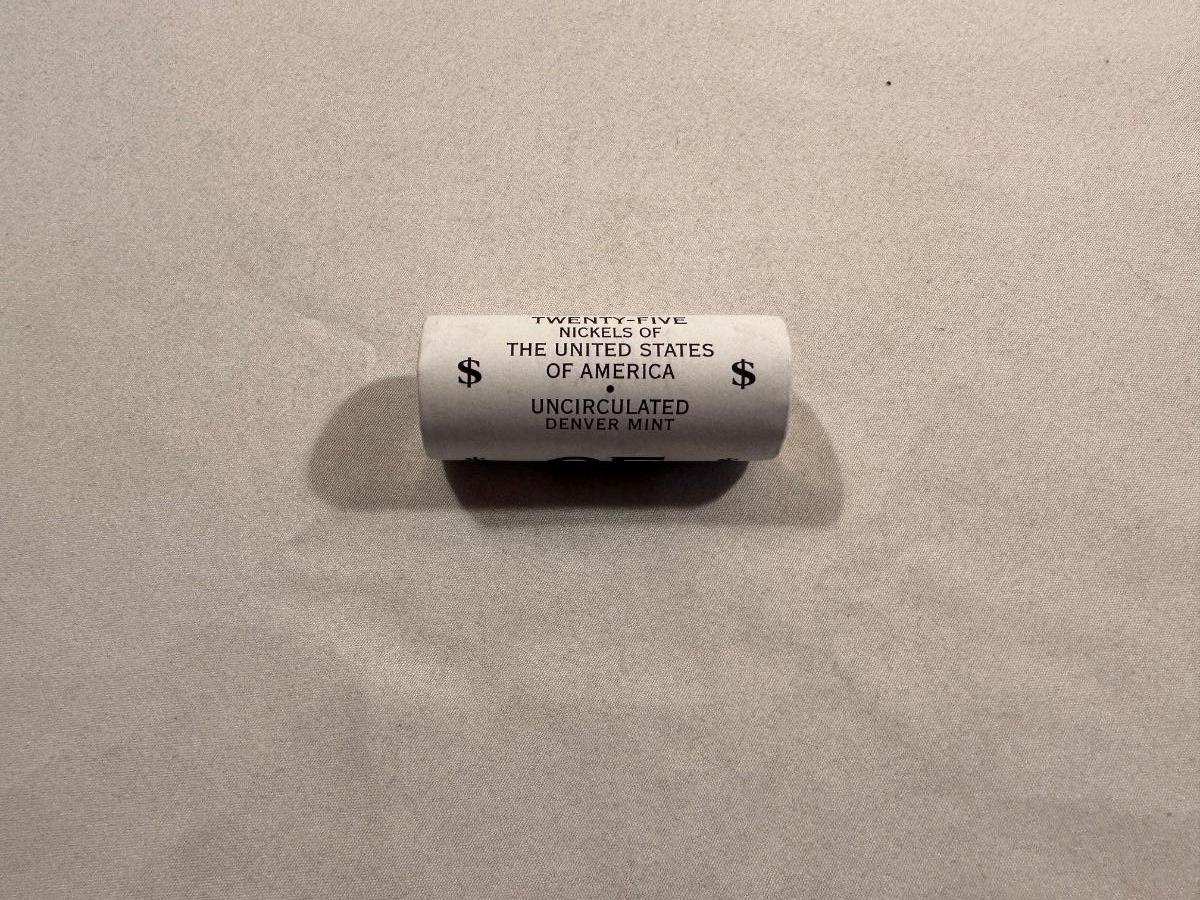 TWENTY-FIVE
NICKELS OF
THE UNITED STATES
OF AMERICA
$ $
•
UNCIRCULATED
DENVER MINT